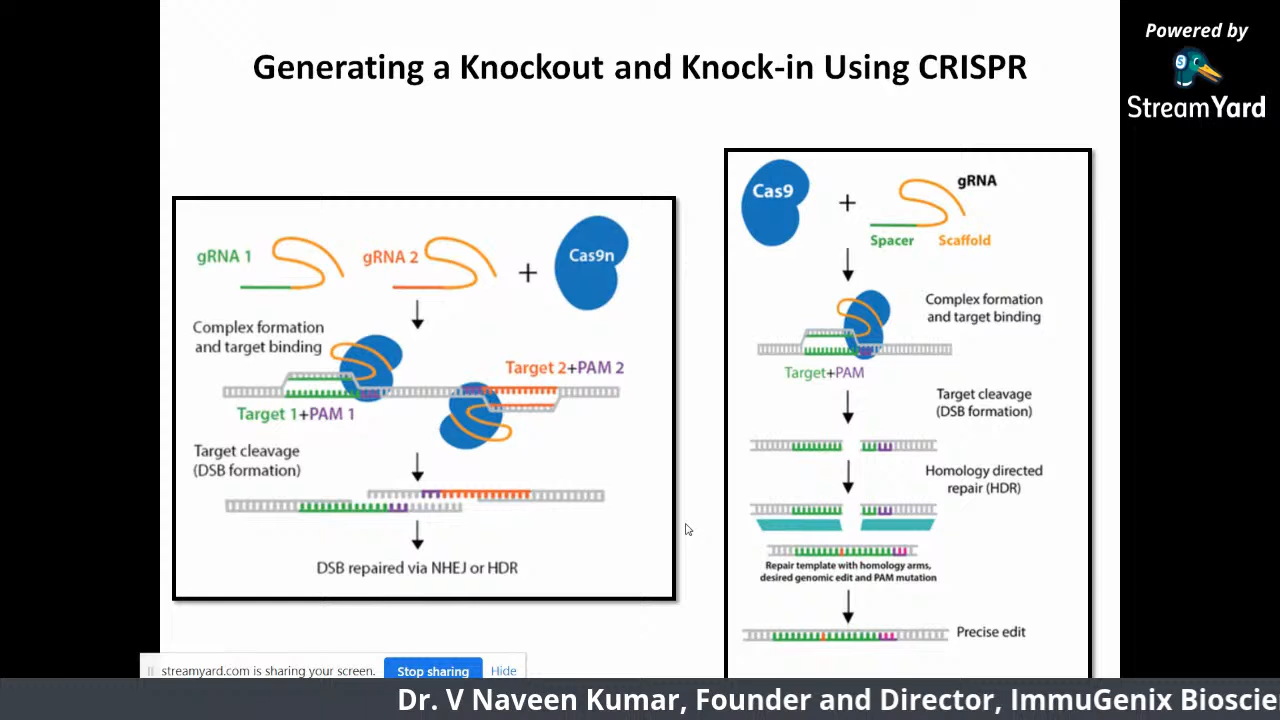 Powered by
StreamYard
Generating a Knockout and Knock-in Using CRISPR
gRNA 1
gRNA 2
+
Cas9n
Complex formation
and target binding
Target 1+PAM 1
Target 2+PAM 2
Target cleavage
(DSB formation)
DSB repaired via NHEJ or HDR
Cas9
+
gRNA
Spacer
Scaffold
Complex formation
and target binding
Target+PAM
Target cleavage
(DSB formation)
Homology directed
repair (HDR)
Repair template with homology arms,
desired genomic edit and PAM mutation
Precise edit
streamyard.com is sharing your screen.
Stop sharing
Hide
Dr. V Naveen Kumar, Founder and Director, ImmuGenix Bioscie